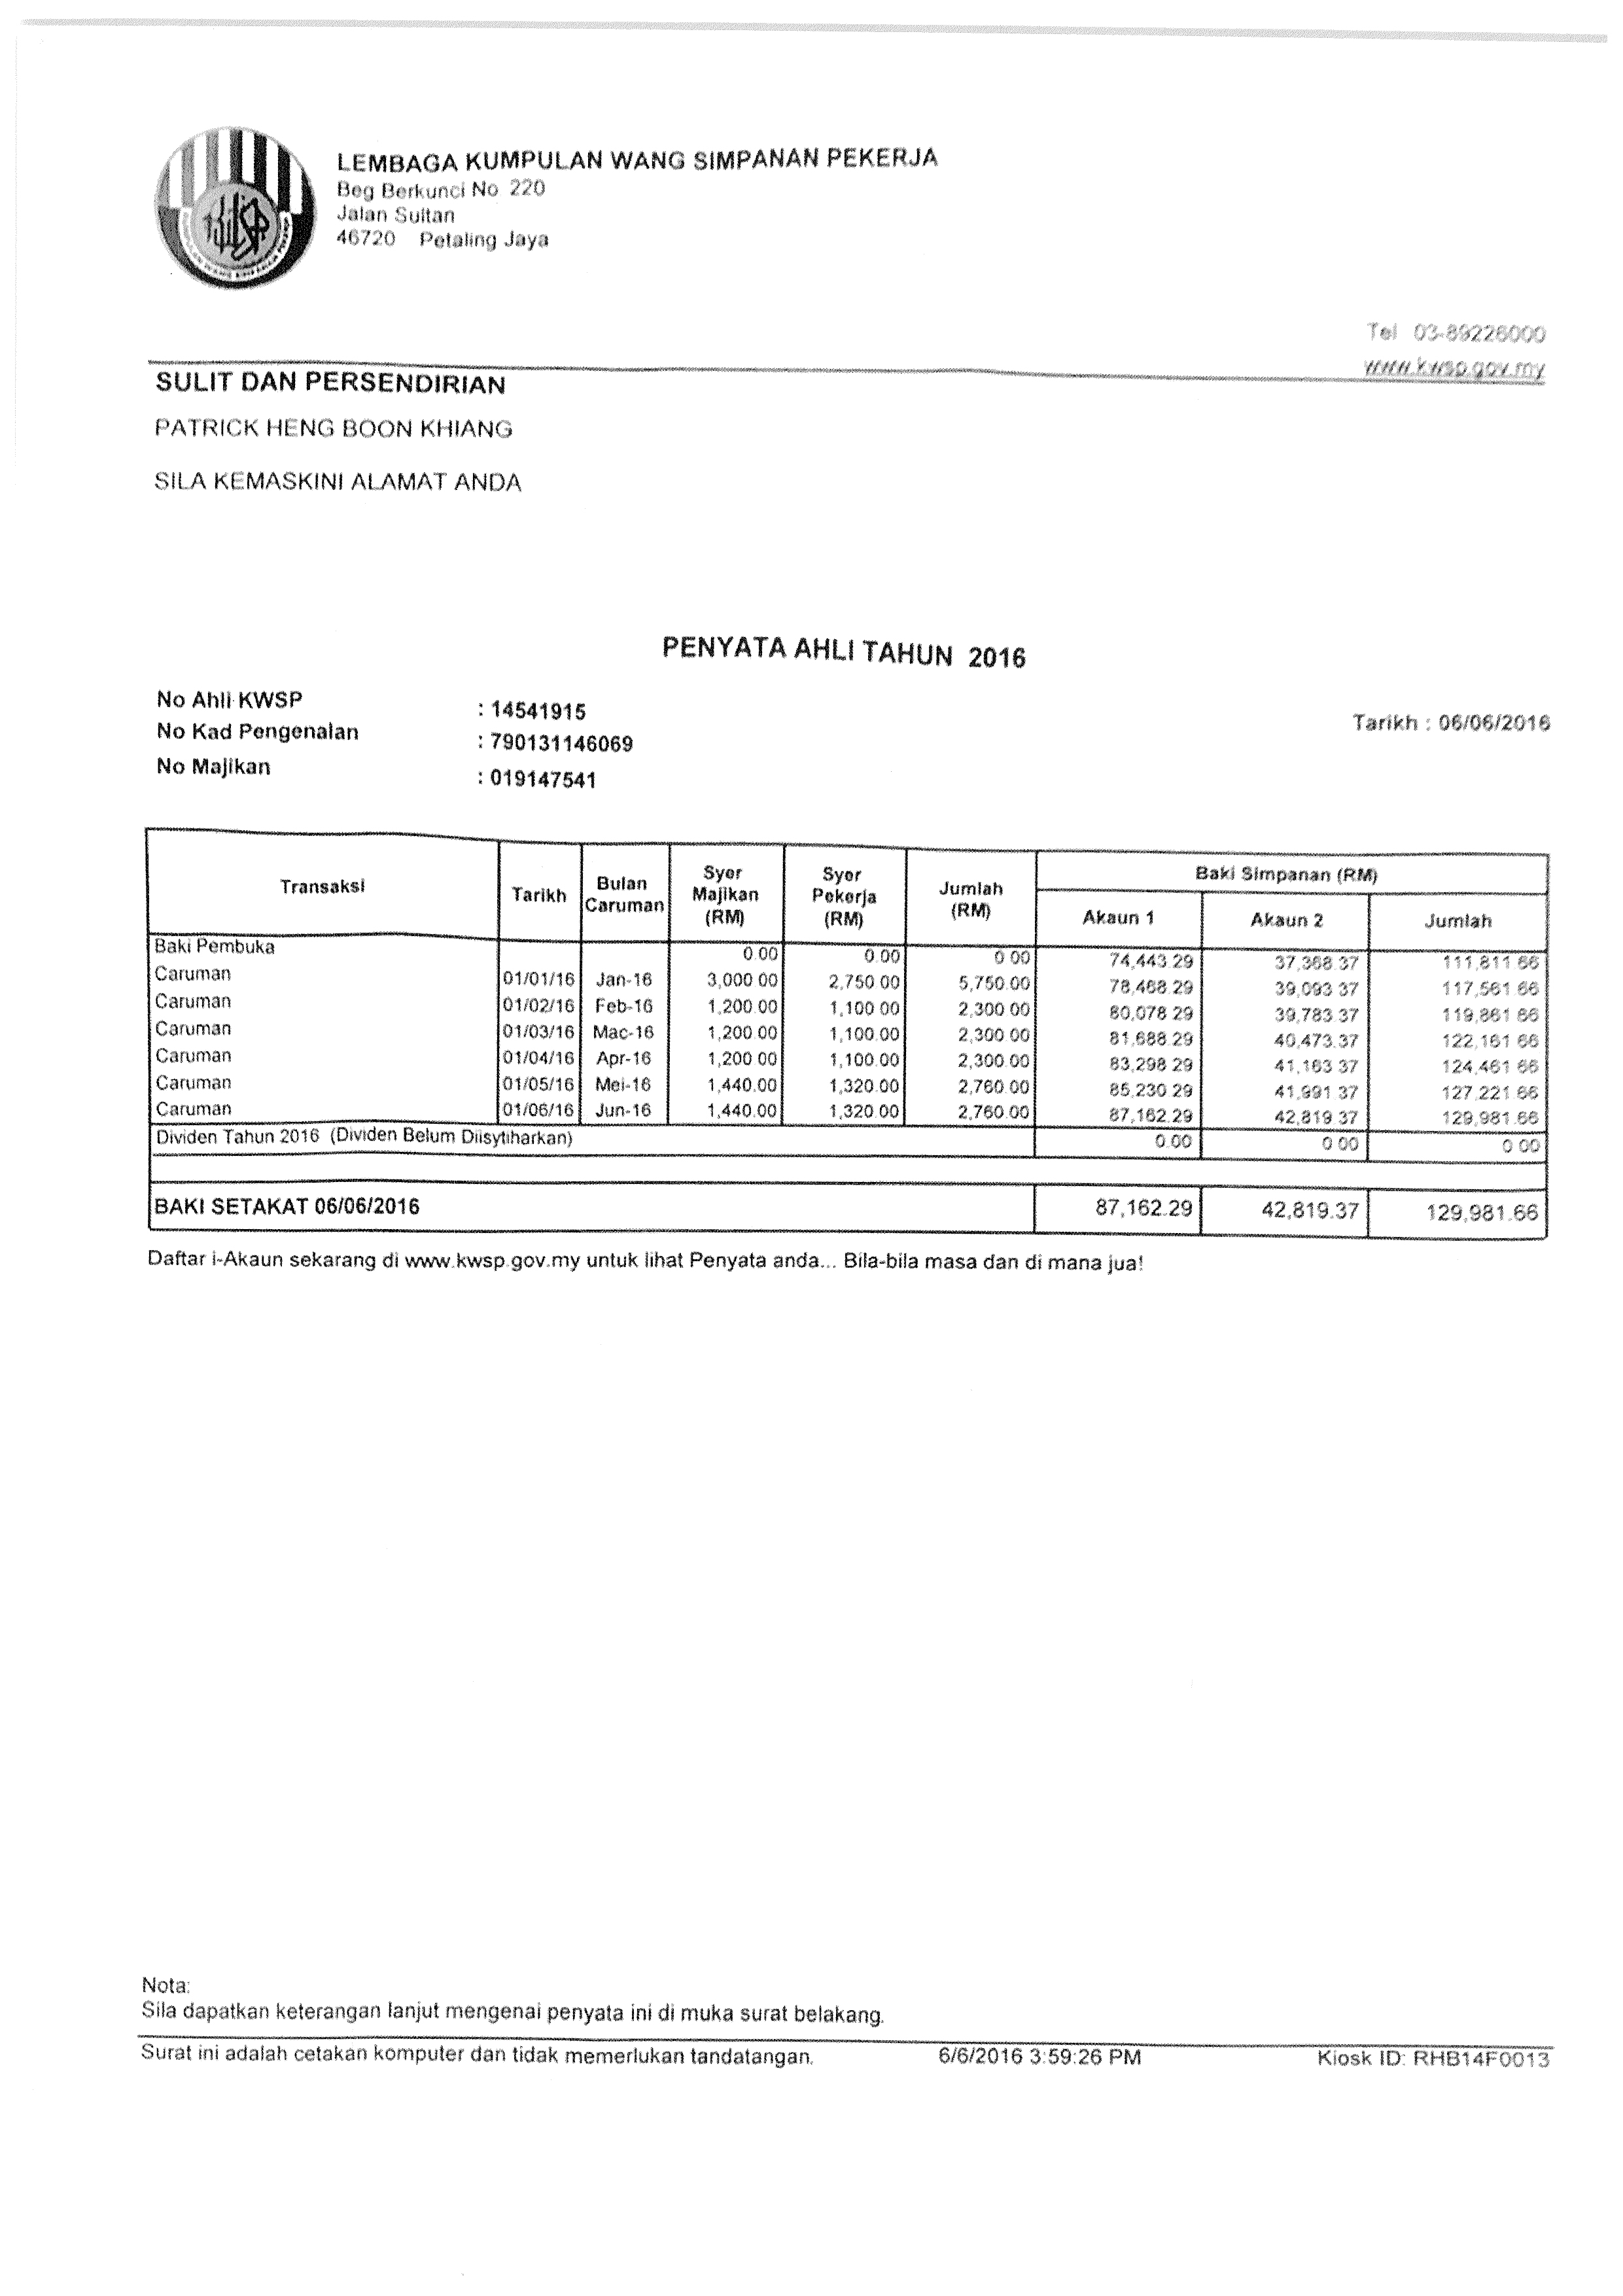 LEMBAGA KUMPULAN WANG SIMPANAN PEKERJA
Beg Berkunci No 220
Jalan Sultan
46720 Petaling Jaya
Tel 03-89226000
www.kwsp.gov.my
SULIT DAN PERSENDIRIAN
PATRICK HENG BOON KHIANG
SILA KEMASKINI ALAMAT ANDA
PENYATA AHLI TAHUN 2016
No Ahli KWSP : 14541915
No Kad Pengenalan : 790131146069
No Majikan : 019147541
Tarikh : 06/06/2016
Transaksi Tarikh Bulan Caruman Syer Majikan (RM) Syer Pekerja (RM) Jumlah (RM) Baki Simpanan (RM)
Akaun 1 Akaun 2 Jumlah
Baki Pembuka 0.00 0.00 0.00 74,443.29 37,368.37 111,811.66
Caruman 01/01/16 Jan-16 3,000.00 2,750.00 5,750.00 78,468.29 39,093.37 117,561.66
Caruman 01/02/16 Feb-16 1,200.00 1,100.00 2,300.00 80,078.29 39,783.37 119,861.66
Caruman 01/03/16 Mac-16 1,200.00 1,100.00 2,300.00 81,688.29 40,473.37 122,161.66
Caruman 01/04/16 Apr-16 1,200.00 1,100.00 2,300.00 83,298.29 41,163.37 124,461.66
Caruman 01/05/16 Mei-16 1,440.00 1,320.00 2,760.00 85,230.29 41,991.37 127,221.66
Caruman 01/06/16 Jun-16 1,440.00 1,320.00 2,760.00 87,162.29 42,819.37 129,981.66
Dividen Tahun 2016 (Dividen Belum Diisytiharkan) 0.00 0.00 0.00
BAKI SETAKAT 06/06/2016 87,162.29 42,819.37 129,981.66
Daftar i-Akaun sekarang di www.kwsp.gov.my untuk lihat Penyata anda... Bila-bila masa dan di mana jua!
Nota:
Sila dapatkan keterangan lanjut mengenai penyata ini di muka surat belakang.
Surat ini adalah cetakan komputer dan tidak memerlukan tandatangan. 6/6/2016 3:59:26 PM Kiosk ID: RHB14F0013